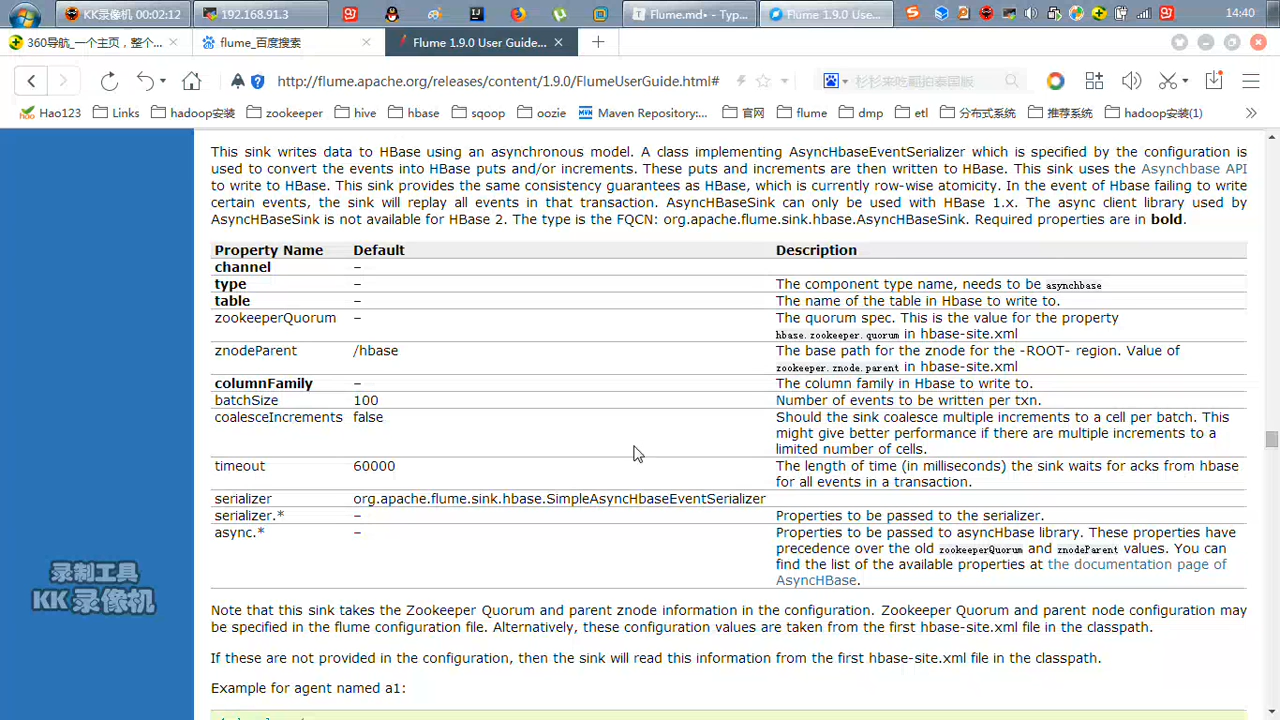 KK录像机 00:02:12
192.168.91.3
Flume.md• - Typ...
Flume 1.9.0 Use...
14:40
360导航_一个主页，整个...
flume_百度搜索
Flume 1.9.0 User Guide...
http://flume.apache.org/releases/content/1.9.0/FlumeUserGuide.html#
杉杉来吃翻拍泰国版
Hao123
Links
hadoop安装
zookeeper
hive
hbase
sqoop
oozie
Maven Repository:...
官网
flume
dmp
etl
分布式系统
推荐系统
hadoop安装(1)
This sink writes data to HBase using an asynchronous model. A class implementing AsyncHbaseEventSerializer which is specified by the configuration is
used to convert the events into HBase puts and/or increments. These puts and increments are then written to HBase. This sink uses the Asynchbase API
to write to HBase. This sink provides the same consistency guarantees as HBase, which is currently row-wise atomicity. In the event of Hbase failing to write
certain events, the sink will replay all events in that transaction. AsyncHBaseSink can only be used with HBase 1.x. The async client library used by
AsyncHBaseSink is not available for HBase 2. The type is the FQCN: org.apache.flume.sink.hbase.AsyncHBaseSink. Required properties are in bold.
Property Name Default Description
channel –
type – The component type name, needs to be asynchbase
table – The name of the table in Hbase to write to.
zookeeperQuorum – The quorum spec. This is the value for the property
hbase.zookeeper.quorum in hbase-site.xml
znodeParent /hbase The base path for the znode for the -ROOT- region. Value of
zookeeper.znode.parent in hbase-site.xml
columnFamily – The column family in Hbase to write to.
batchSize 100 Number of events to be written per txn.
coalesceIncrements false Should the sink coalesce multiple increments to a cell per batch. This
might give better performance if there are multiple increments to a
limited number of cells.
timeout 60000 The length of time (in milliseconds) the sink waits for acks from hbase
for all events in a transaction.
serializer org.apache.flume.sink.hbase.SimpleAsyncHbaseEventSerializer
serializer.* – Properties to be passed to the serializer.
async.* – Properties to be passed to asyncHbase library. These properties have
precedence over the old zookeeperQuorum and znodeParent values. You can
find the list of the available properties at the documentation page of
AsyncHBase.
录制工具
KK 录像机
Note that this sink takes the Zookeeper Quorum and parent znode information in the configuration. Zookeeper Quorum and parent node configuration may
be specified in the flume configuration file. Alternatively, these configuration values are taken from the first hbase-site.xml file in the classpath.
If these are not provided in the configuration, then the sink will read this information from the first hbase-site.xml file in the classpath.
Example for agent named a1: